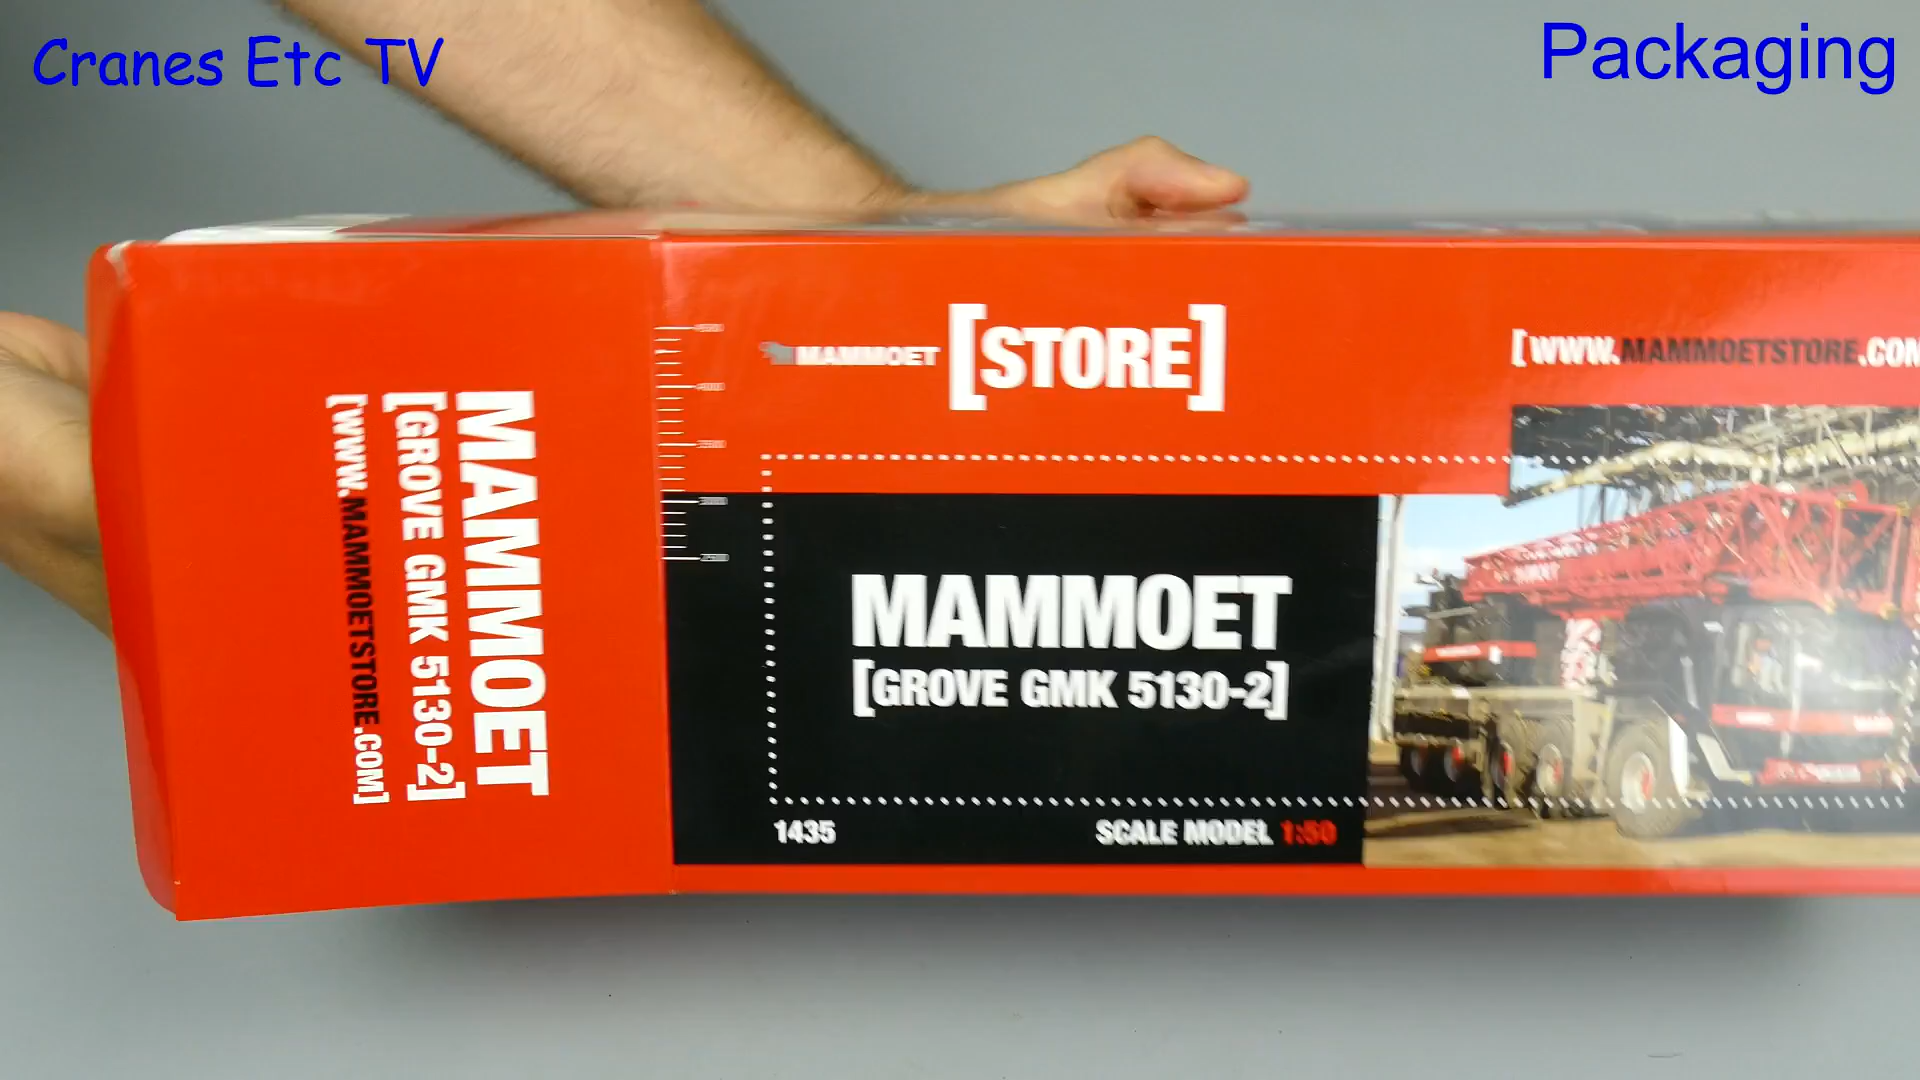 Cranes Etc TV
Packaging
MAMMOET [STORE]
[WWW.MAMMOETSTORE.COM
MAMMOET
[GROVE GMK 5130-2]
[WWW.MAMMOETSTORE.COM]
MAMMOET
[GROVE GMK 5130-2]
1435
SCALE MODEL 1:50